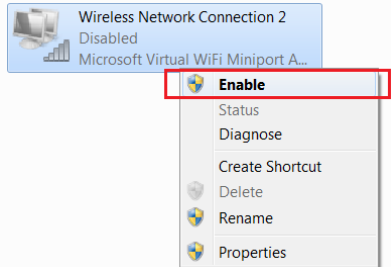 Wireless Network Connection 2
Disabled
Microsoft Virtual WiFi Miniport A...
Enable
Status
Diagnose
Create Shortcut
Delete
Rename
Properties